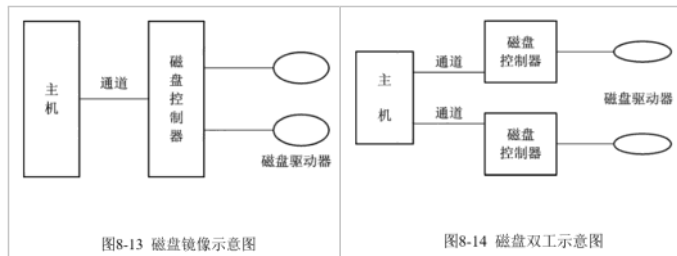 主机
通道
磁盘控制器
磁盘驱动器
图8-13 磁盘镜像示意图
主机
通道
磁盘
控制器
磁盘驱动器
通道
磁盘
控制器
图8-14 磁盘双工示意图